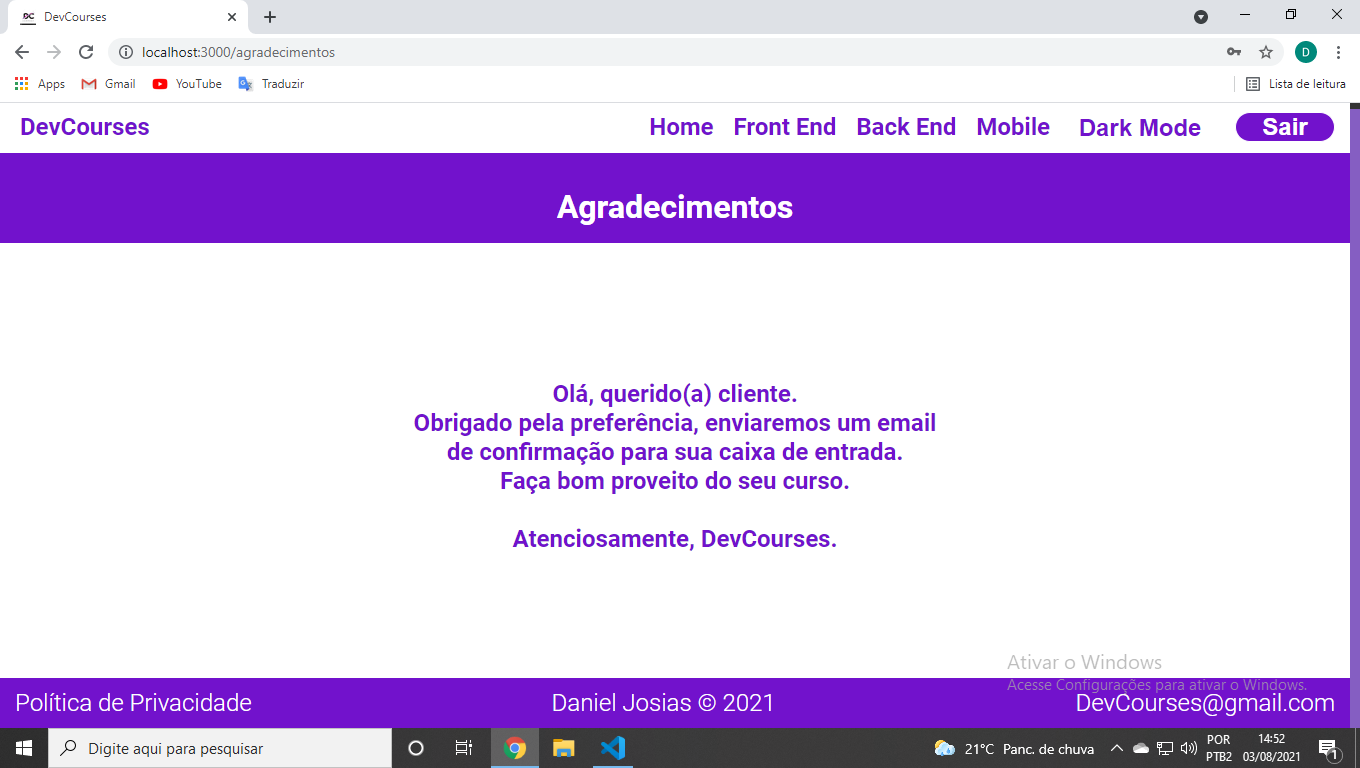 DC DevCourses
localhost:3000/agradecimentos
D
Apps Gmail YouTube Traduzir Lista de leitura
DevCourses Home Front End Back End Mobile Dark Mode Sair
Agradecimentos
Olá, querido(a) cliente.
Obrigado pela preferência, enviaremos um email
de confirmação para sua caixa de entrada.
Faça bom proveito do seu curso.
Atenciosamente, DevCourses.
Ativar o Windows
Acesse Configurações para ativar o Windows.
Política de Privacidade Daniel Josias © 2021 DevCourses@gmail.com
Digite aqui para pesquisar 21°C Panc. de chuva POR 14:52
PTB2 03/08/2021 1